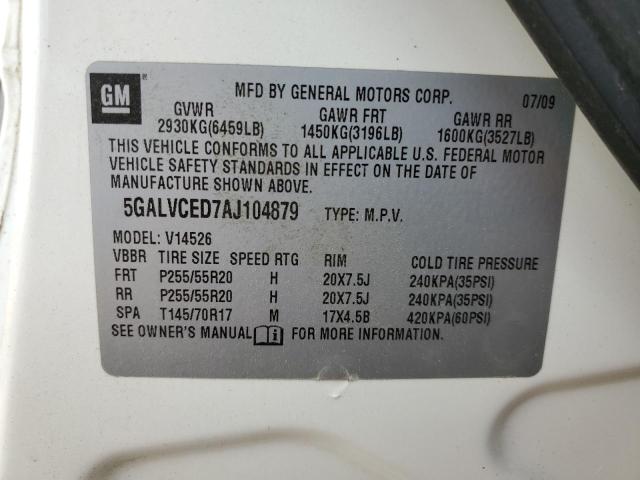 GM
MFD BY GENERAL MOTORS CORP. 07/09
GVWR GAWR FRT GAWR RR
2930KG(6459LB) 1450KG(3196LB) 1600KG(3527LB)
THIS VEHICLE CONFORMS TO ALL APPLICABLE U.S. FEDERAL MOTOR
VEHICLE SAFETY STANDARDS IN EFFECT ON THE DATE OF
MANUFACTURE SHOWN ABOVE.
5GALVCED7AJ104879 TYPE: M.P.V.
MODEL: V14526
VBBR TIRE SIZE SPEED RTG RIM COLD TIRE PRESSURE
FRT P255/55R20 H 20X7.5J 240KPA(35PSI)
RR P255/55R20 H 20X7.5J 240KPA(35PSI)
SPA T145/70R17 M 17X4.5B 420KPA(60PSI)
SEE OWNER'S MANUAL i FOR MORE INFORMATION.